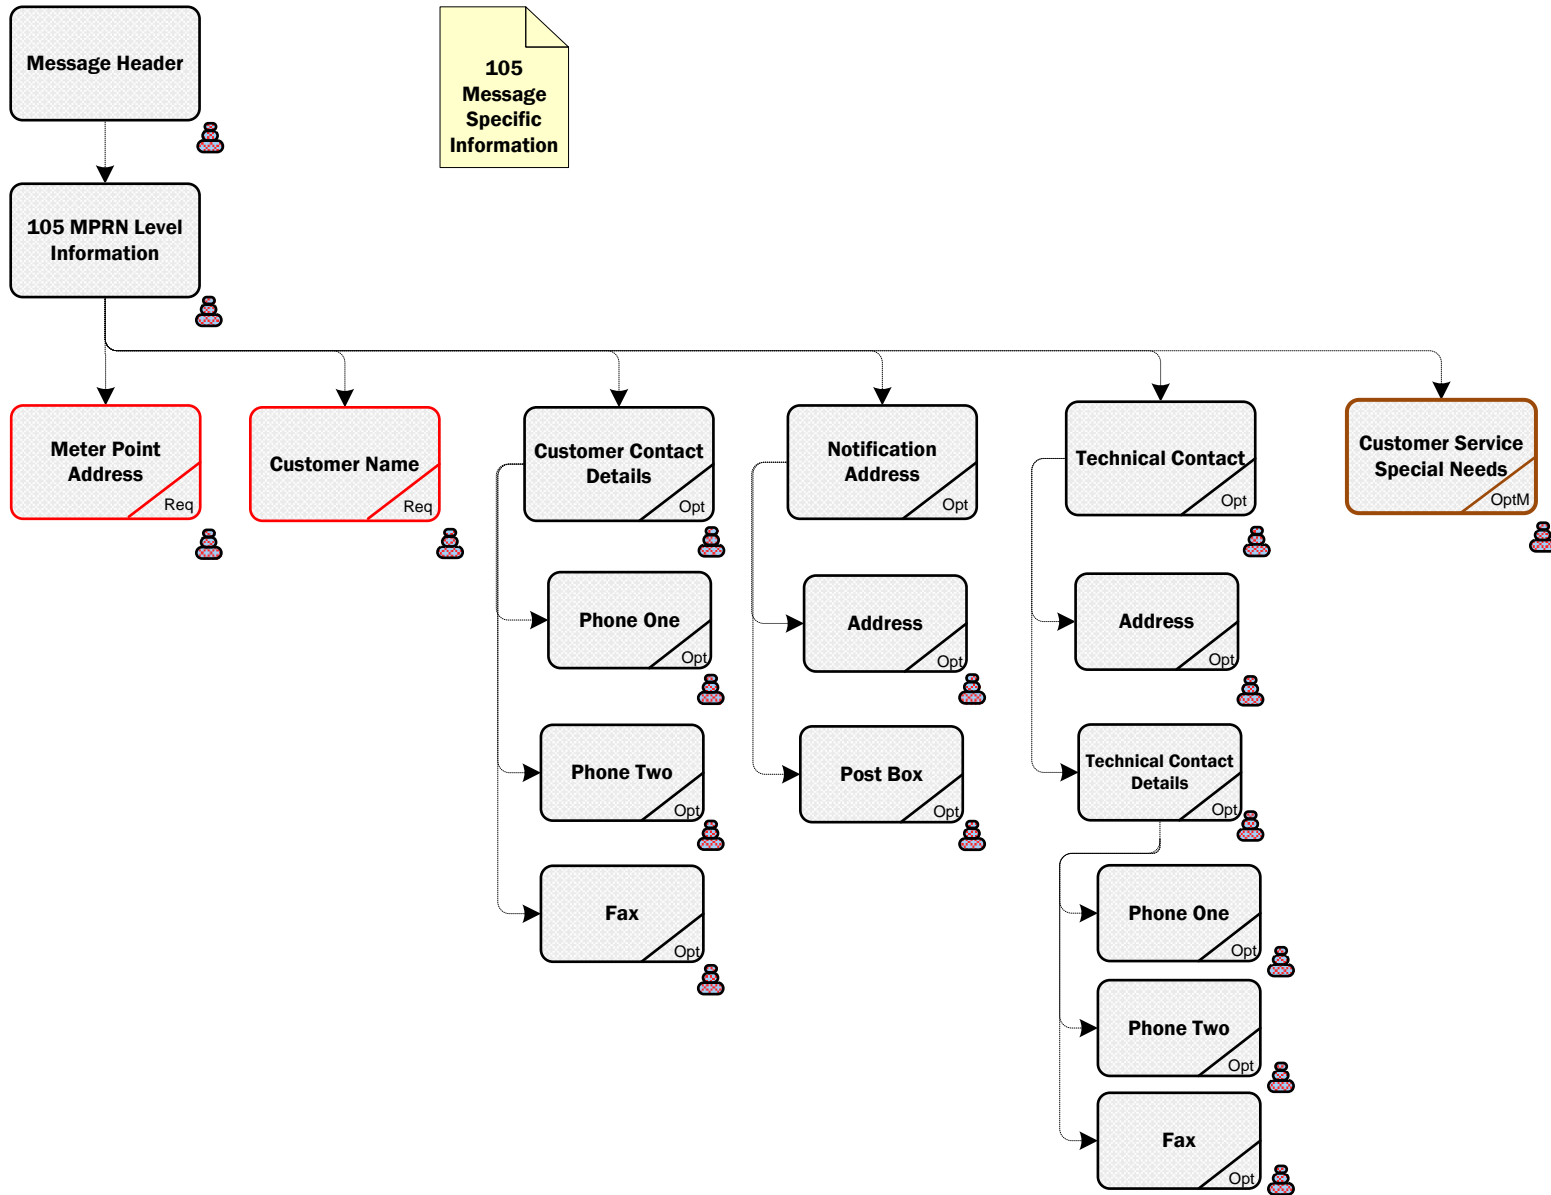 Message Header
105
Message
Specific
Information
105 MPRN Level
Information
Meter Point
Address
Req
Customer Name
Req
Customer Contact
Details
Opt
Notification
Address
Opt
Technical Contact
Opt
Customer Service
Special Needs
OptM
Phone One
Opt
Address
Opt
Address
Opt
Phone Two
Opt
Post Box
Opt
Technical Contact
Details
Opt
Fax
Opt
Phone One
Opt
Phone Two
Opt
Fax
Opt